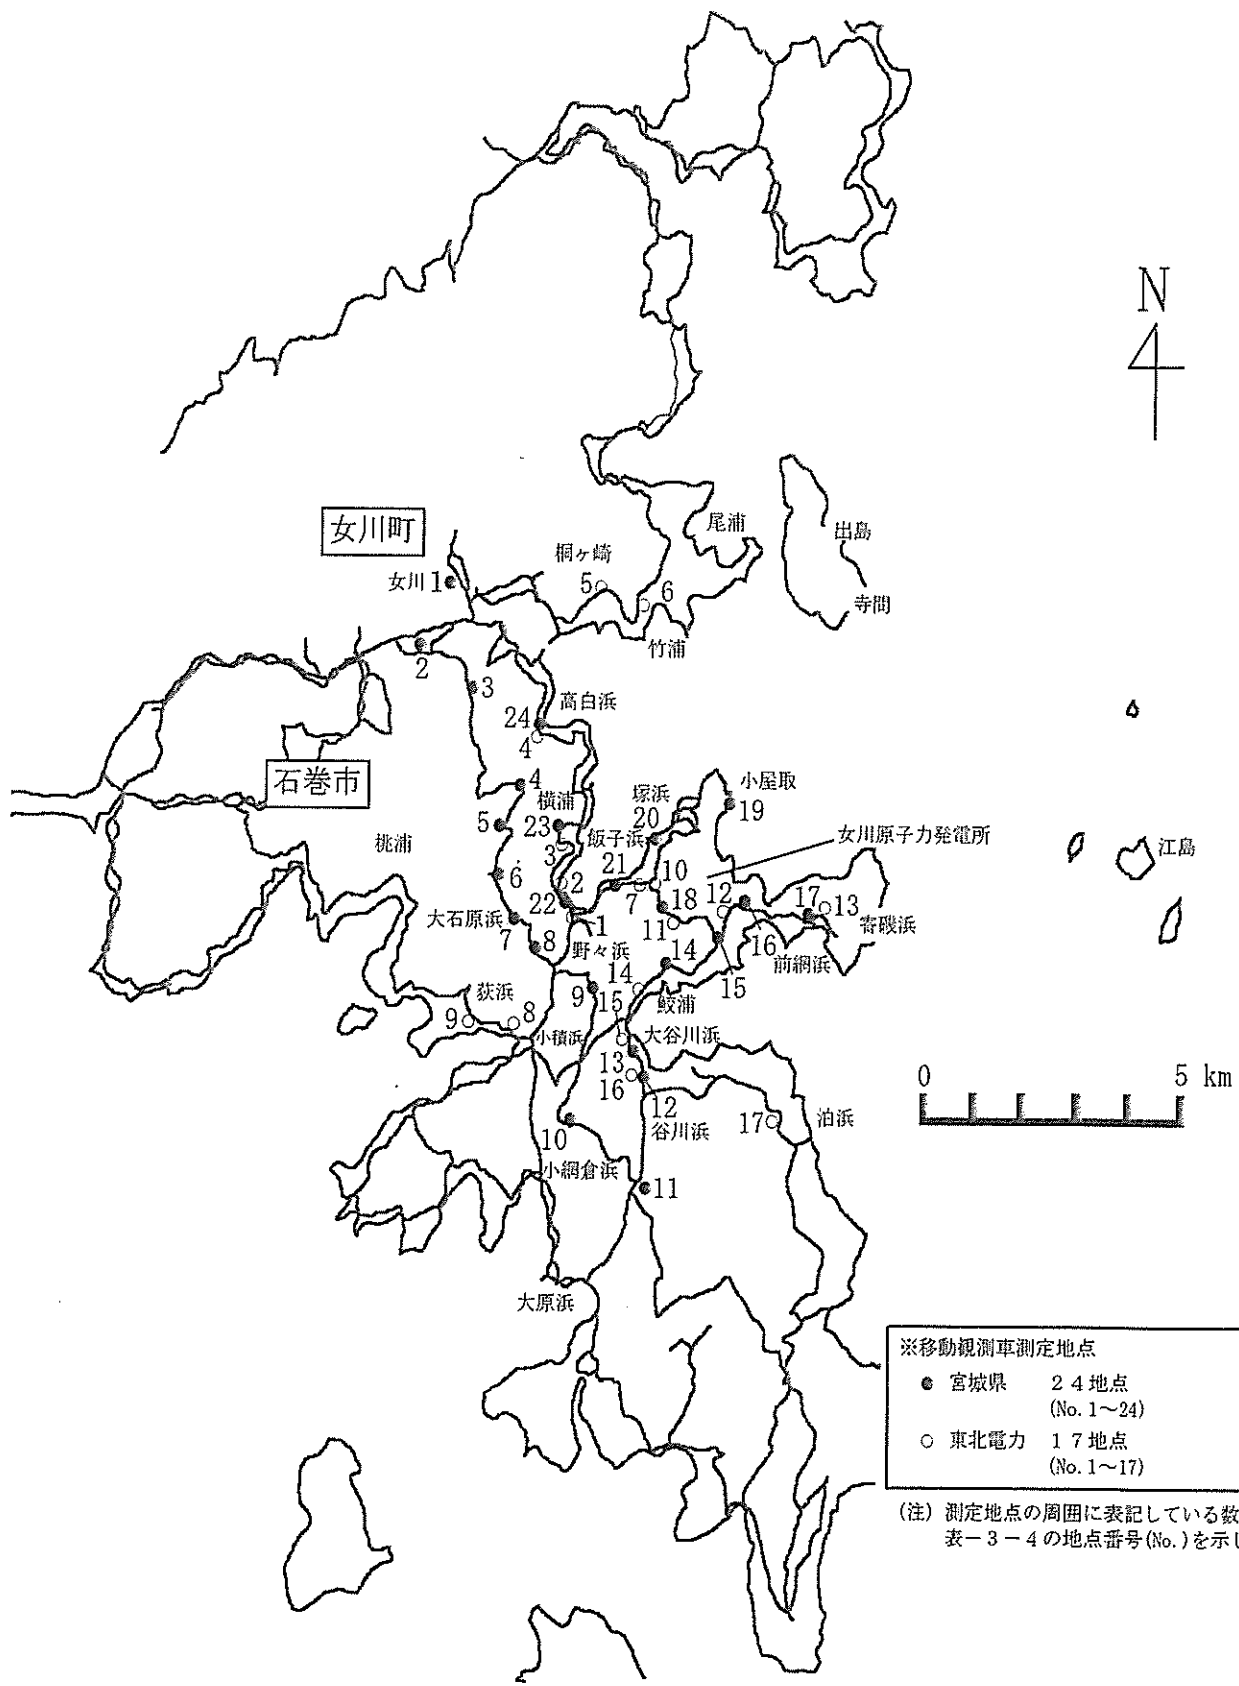 N
尾浦
女川町
出島
桐ヶ崎
女川 1
5
6
寺間
竹浦
2
3
高白浜
24
4
石巻市
4
小屋取
横浦
塚浜
19
5
23
20
女川原子力発電所
桃浦
飯子浜
3
江島
21
6
2
10
7
18
12
17
13
大石原浜
22
寄磯浜
1
11
16
7
8
野々浜
14
前網浜
15
14
9
鮫浦
15
荻浜
9
8
小積浜
大谷川浜
13
16
0
5 km
12
谷川浜
17
泊浜
10
小網倉浜
11
大原浜
※移動観測車測定地点
● 宮城県 24地点
(No.1～24)
○ 東北電力 17地点
(No.1～17)
(注) 測定地点の周囲に表記している数
表－3－4の地点番号(No.)を示し